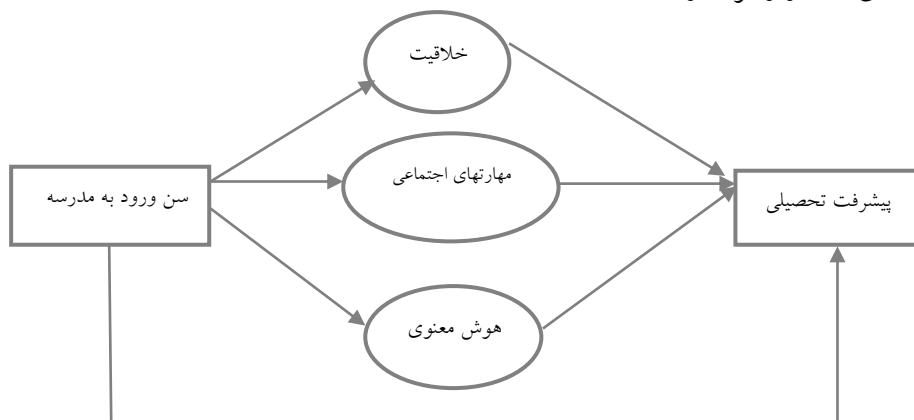 خلاقیت
مهارتهای اجتماعی
سن ورود به مدرسه
پیشرفت تحصیلی
هوش معنوی